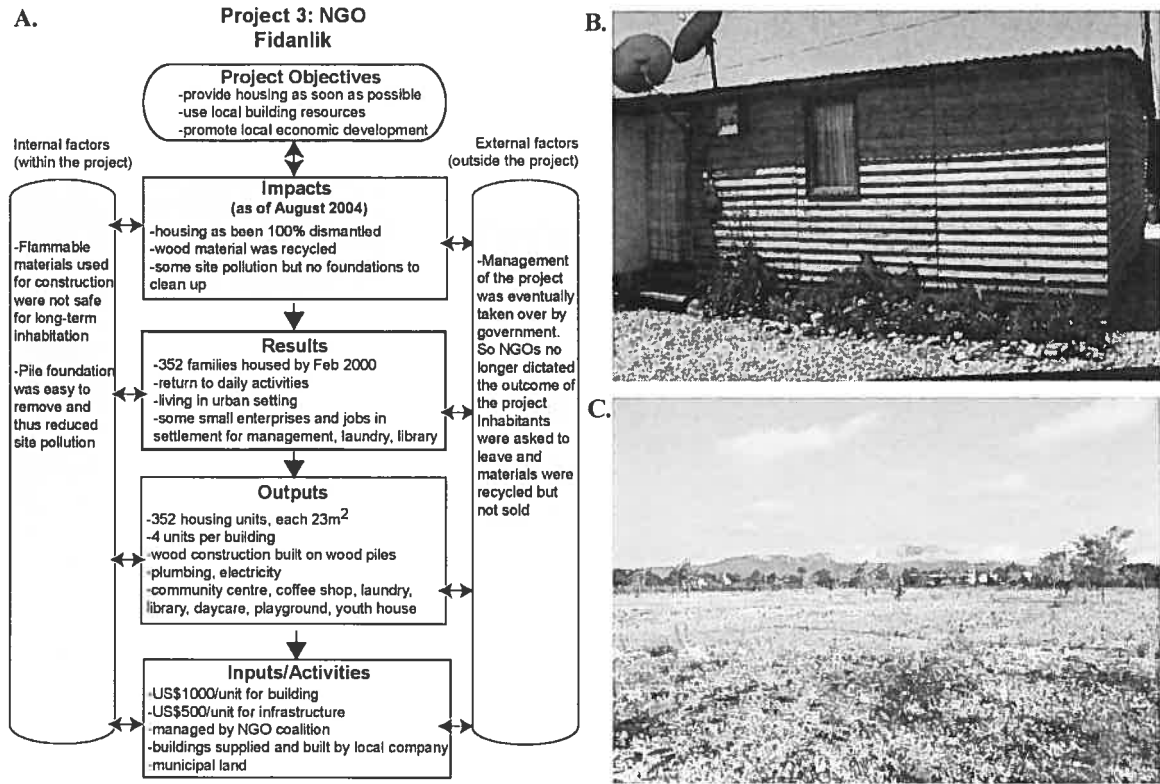 A.
Project 3: NGO
Fidanlik
Project Objectives
-provide housing as soon as possible
-use local building resources
-promote local economic development
Internal factors
(within the project)
External factors
(outside the project)
Impacts
(as of August 2004)
-housing as been 100% dismantled
-wood material was recycled
-some site pollution but no foundations to
clean up
-Flammable
materials used
for construction
were not safe
for long-term
inhabitation
-Pile foundation
was easy to
remove and
thus reduced
site pollution
-Management
of the project
was eventually
taken over by
government.
So NGOs no
longer dictated
the outcome of
the project
Inhabitants
were asked to
leave and
materials were
recycled but
not sold
Results
-352 families housed by Feb 2000
-return to daily activities
-living in urban setting
-some small enterprises and jobs in
settlement for management, laundry, library
Outputs
-352 housing units, each 23m²
-4 units per building
-wood construction built on wood piles
-plumbing, electricity
-community centre, coffee shop, laundry,
library, daycare, playground, youth house
Inputs/Activities
-US$1000/unit for building
-US$500/unit for infrastructure
-managed by NGO coalition
-buildings supplied and built by local company
-municipal land
B.
C.